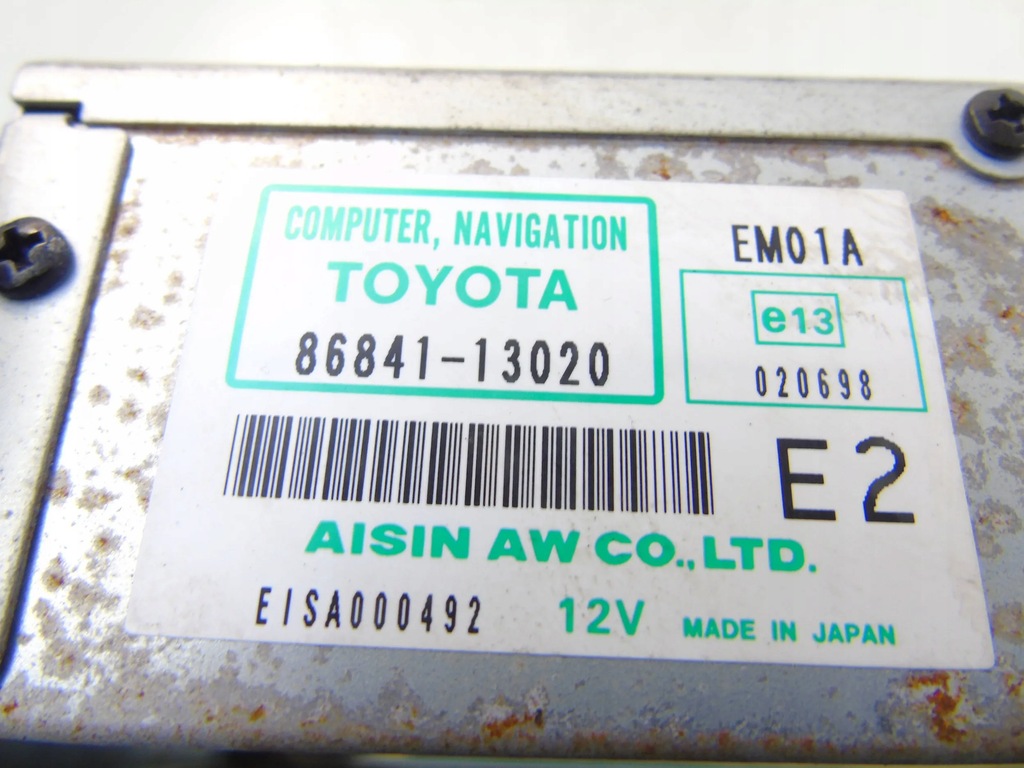 COMPUTER, NAVIGATION
TOYOTA
86841-13020
EM01A
e13
020698
E2
AISIN AW CO.,LTD.
EISA000492 12V MADE IN JAPAN